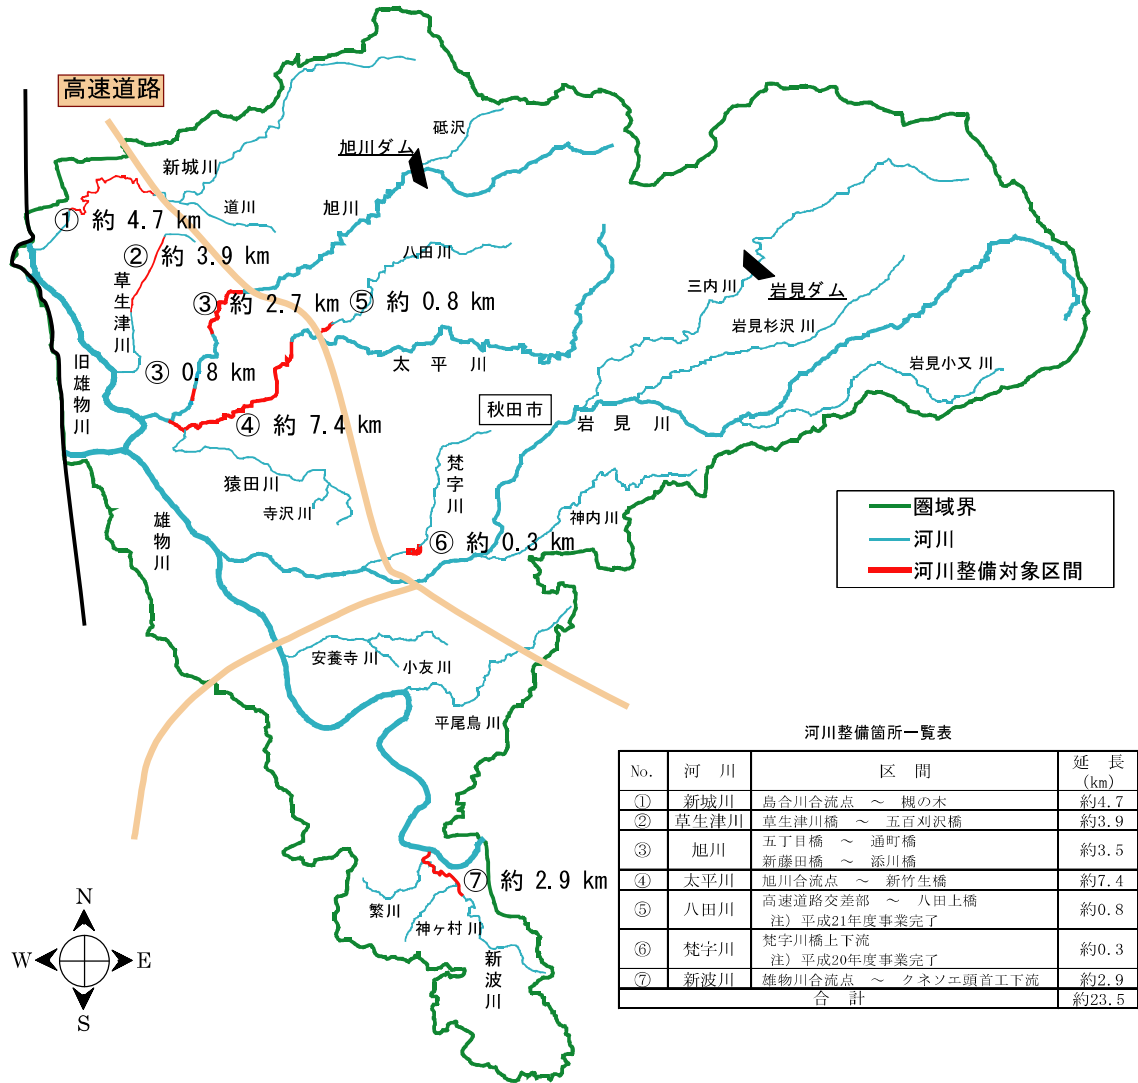 高速道路
砥沢
旭川ダム
新城川
道川
旭川
① 約 4.7 km
② 約 3.9 km
八田川
草生津川
三内川
岩見ダム
③ 約 2.7 km
⑤ 約 0.8 km
岩見杉沢川
太平川
岩見小又川
旧雄物川
③ 0.8 km
秋田市
岩見川
④ 約 7.4 km
梵字川
猿田川
寺沢川
雄物川
神内川
⑥ 約 0.3 km
圏域界
河川
河川整備対象区間
安養寺川
小友川
平尾鳥川
⑦ 約 2.9 km
繁川
神ヶ村川
新波川
N
W
E
S
河川整備箇所一覧表
No. 河川 区間 延長(km)
① 新城川 島合川合流点 ～ 槻の木 約4.7
② 草生津川 草生津川橋 ～ 五百刈沢橋 約3.9
③ 旭川 五丁目橋 ～ 通町橋 約3.5
新藤田橋 ～ 添川橋
④ 太平川 旭川合流点 ～ 新竹生橋 約7.4
⑤ 八田川 高速道路交差部 ～ 八田上橋 約0.8
注）平成21年度事業完了
⑥ 梵字川 梵字川橋上下流 約0.3
注）平成20年度事業完了
⑦ 新波川 雄物川合流点 ～ クネソエ頭首工下流 約2.9
合計 約23.5